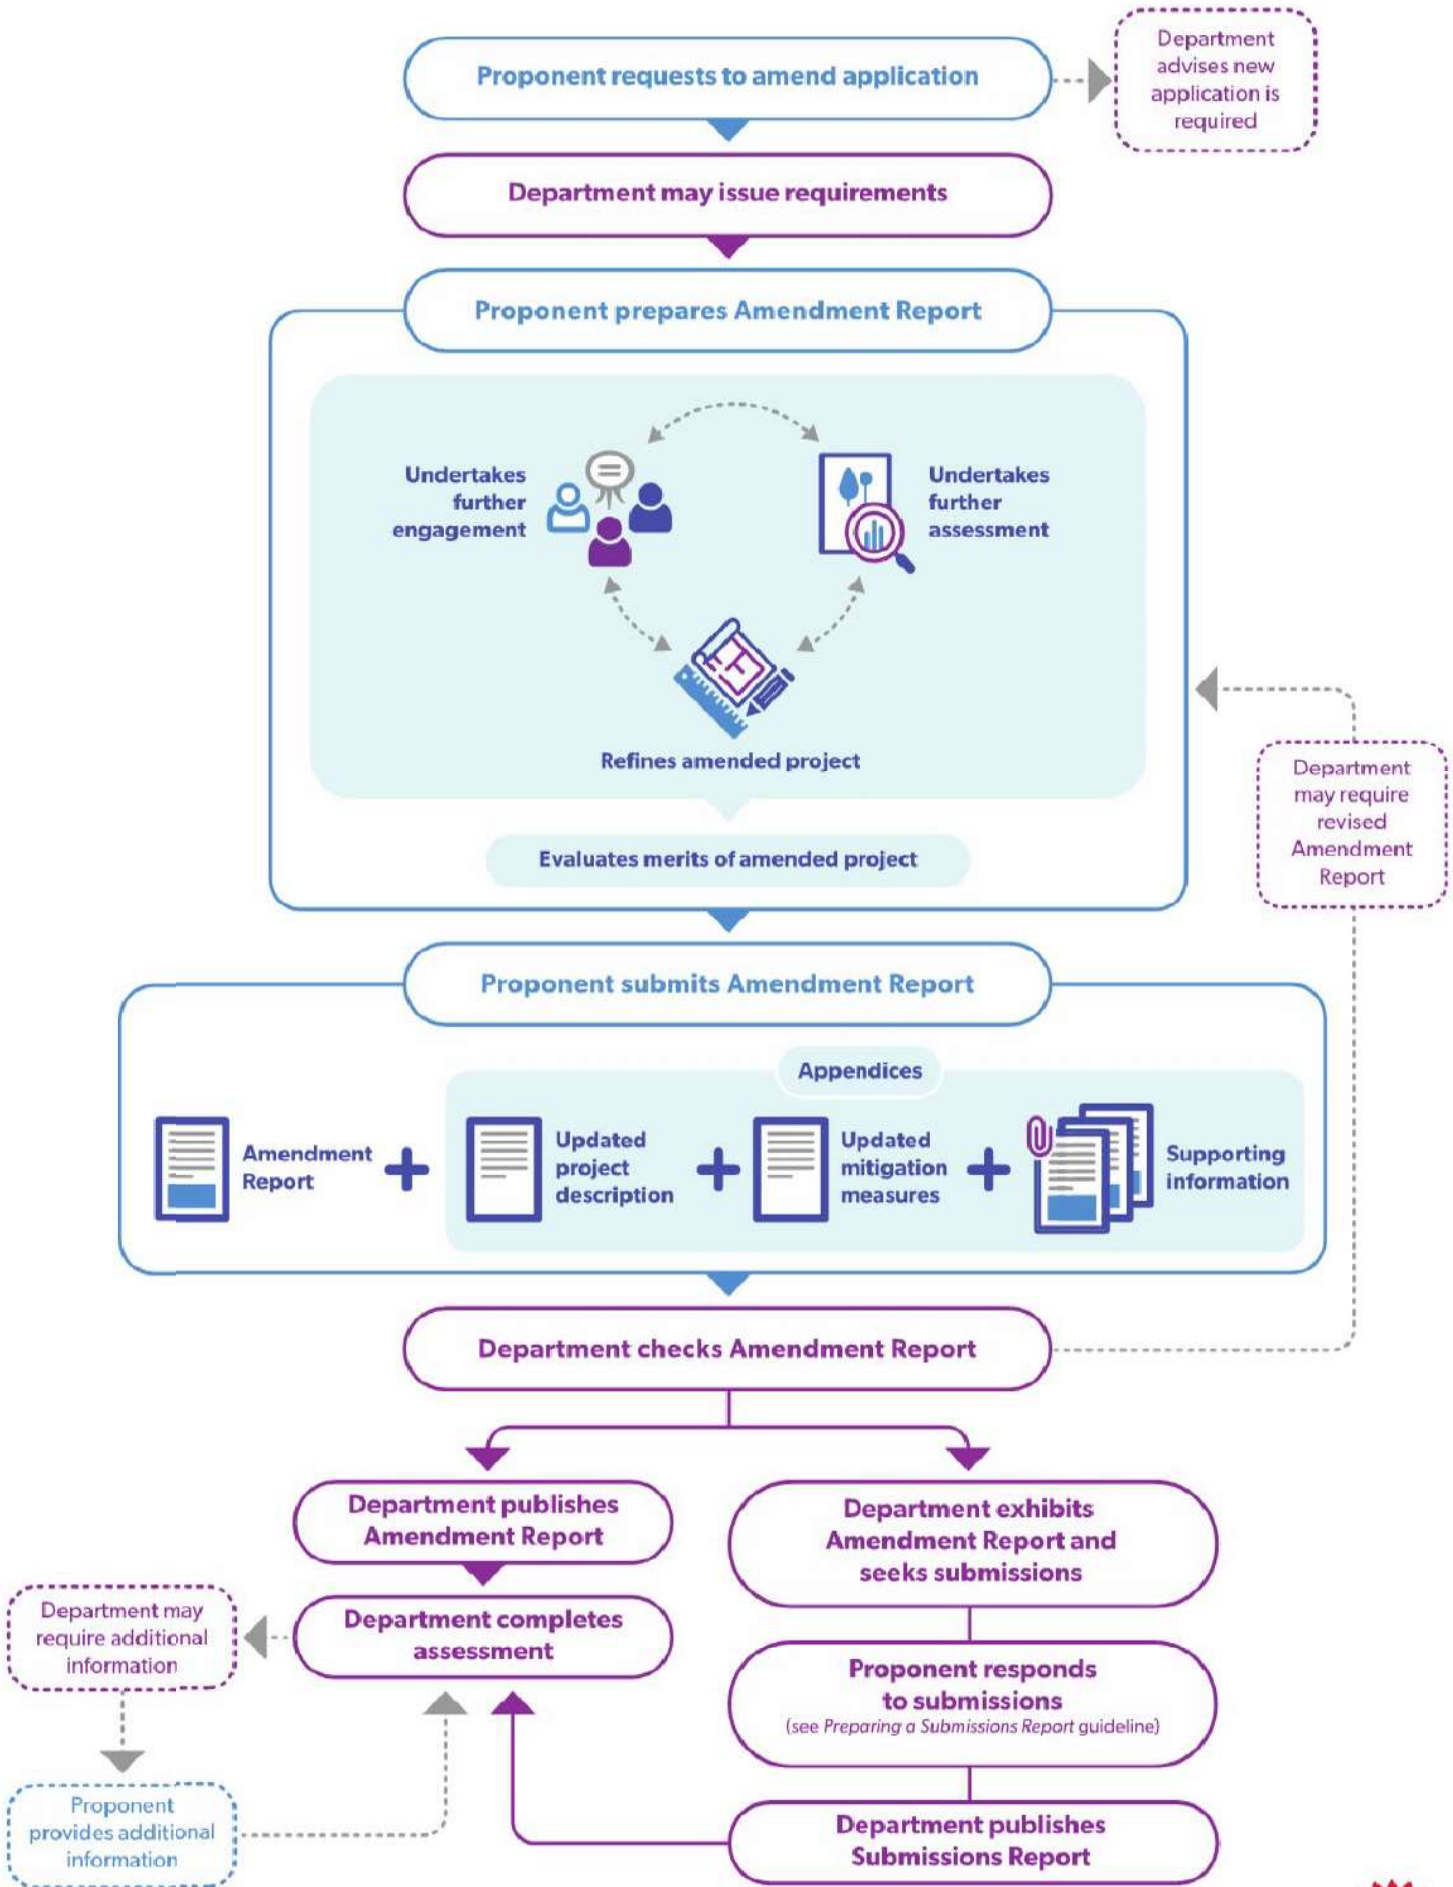 Proponent requests to amend application
Department
advises new
application is
required
Department may issue requirements
Proponent prepares Amendment Report
Undertakes
further
engagement
Undertakes
further
assessment
Refines amended project
Evaluates merits of amended project
Department
may require
revised
Amendment
Report
Proponent submits Amendment Report
Appendices
Amendment
Report
Updated
project
description
Updated
mitigation
measures
Supporting
information
Department checks Amendment Report
Department publishes
Amendment Report
Department exhibits
Amendment Report and
seeks submissions
Department may
require additional
information
Department completes
assessment
Proponent responds
to submissions
(see Preparing a Submissions Report guideline)
Proponent
provides additional
information
Department publishes
Submissions Report